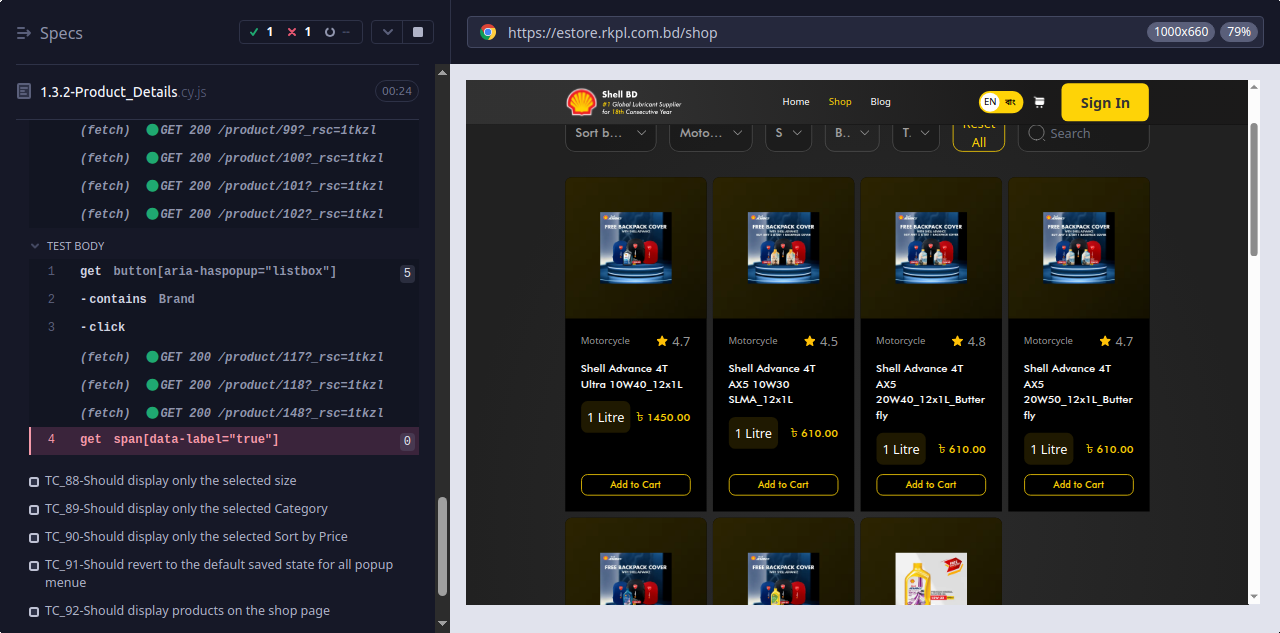 Specs
1
1
--
1.3.2-Product_Details.cy.js
00:24
(fetch) GET 200 /product/99?_rsc=1tkzl
(fetch) GET 200 /product/100?_rsc=1tkzl
(fetch) GET 200 /product/101?_rsc=1tkzl
(fetch) GET 200 /product/102?_rsc=1tkzl
TEST BODY
1 get button[aria-haspopup="listbox"] 5
2 -contains Brand
3 -click
(fetch) GET 200 /product/117?_rsc=1tkzl
(fetch) GET 200 /product/118?_rsc=1tkzl
(fetch) GET 200 /product/148?_rsc=1tkzl
4 get span[data-label="true"] 0
TC_88-Should display only the selected size
TC_89-Should display only the selected Category
TC_90-Should display only the selected Sort by Price
TC_91-Should revert to the default saved state for all popup
menue
TC_92-Should display products on the shop page
https://estore.rkpl.com.bd/shop
1000x660
79%
Shell BD
#1 Global Lubricant Supplier
for 18th Consecutive Year
Home
Shop
Blog
EN
বাং
Sign In
Sort b...
Moto...
S
B..
T.
Reset
All
Search
FREE BACKPACK COVER
FREE BACKPACK COVER
FREE BACKPACK COVER
FREE BACKPACK COVER
Motorcycle 4.7
Shell Advance 4T
Ultra 10W40_12x1L
1 Litre ৳ 1450.00
Add to Cart
Motorcycle 4.5
Shell Advance 4T
AX5 10W30
SLMA_12x1L
1 Litre ৳ 610.00
Add to Cart
Motorcycle 4.8
Shell Advance 4T
AX5
20W40_12x1L_Butter
fly
1 Litre ৳ 610.00
Add to Cart
Motorcycle 4.7
Shell Advance 4T
AX5
20W50_12x1L_Butter
fly
1 Litre ৳ 610.00
Add to Cart
FREE BACKPACK COVER
FREE BACKPACK COVER